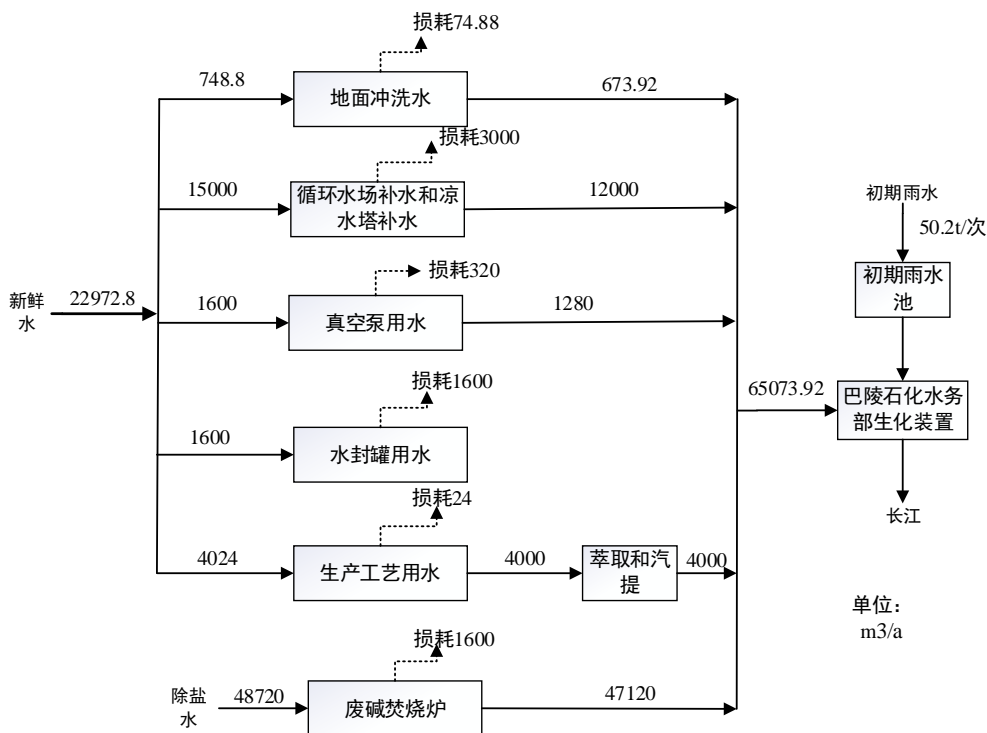 损耗74.88
748.8
地面冲洗水
673.92
损耗3000
15000
循环水场补水和凉
水塔补水
12000
初期雨水
50.2t/次
初期雨水
池
损耗320
新鲜
水
22972.8
1600
真空泵用水
1280
损耗1600
65073.92
巴陵石化水务
部生化装置
1600
水封罐用水
损耗24
长江
4024
生产工艺用水
4000
萃取和汽
提
4000
单位：
m3/a
损耗1600
除盐
水
48720
废碱焚烧炉
47120